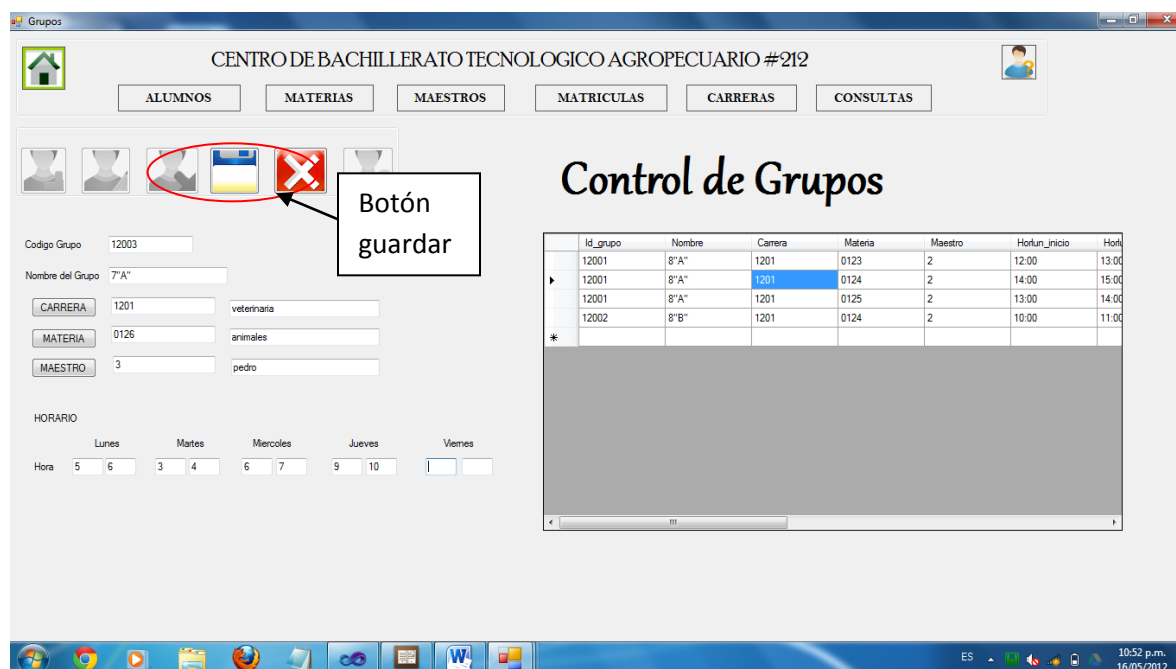 Grupos
CENTRO DE BACHILLERATO TECNOLOGICO AGROPECUARIO #212
ALUMNOS MATERIAS MAESTROS MATRICULAS CARRERAS CONSULTAS
Botón
guardar
Control de Grupos
Codigo Grupo 12003
Nombre del Grupo 7"A"
CARRERA 1201 veterinaria
MATERIA 0126 animales
MAESTRO 3 pedro
HORARIO
Lunes Martes Miercoles Jueves Viernes
Hora 5 6 3 4 6 7 9 10
Id_grupo Nombre Carrera Materia Maestro Horlun_inicio Horlu
12001 8"A" 1201 0123 2 12:00 13:00
12001 8"A" 1201 0124 2 14:00 15:00
12001 8"A" 1201 0125 2 13:00 14:00
12002 8"B" 1201 0124 2 10:00 11:00
ES 10:52 p.m.
16/05/2012